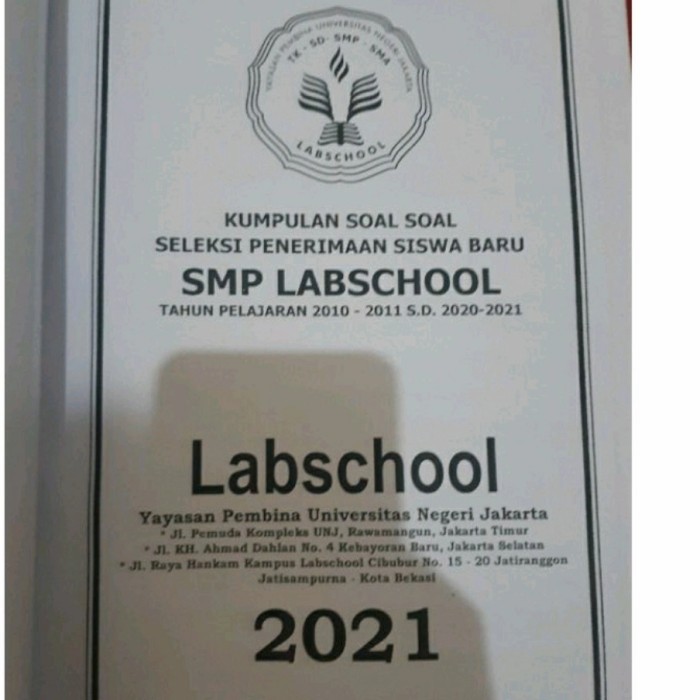 YAYASAN PEMBINA UNIVERSITAS NEGERI JAKARTA
TK - SD - SMP - SMA
LABSCHOOL
KUMPULAN SOAL SOAL
SELEKSI PENERIMAAN SISWA BARU
SMP LABSCHOOL
TAHUN PELAJARAN 2010 - 2011 S.D. 2020-2021
Labschool
Yayasan Pembina Universitas Negeri Jakarta
* Jl. Pemuda Kompleks UNJ, Rawamangun, Jakarta Timur
* Jl. KH. Ahmad Dahlan No. 4 Kebayoran Baru, Jakarta Selatan
* Jl. Raya Hankam Kampus Labschool Cibubur No. 15 - 20 Jatiranggon
Jatisampurna - Kota Bekasi
2021